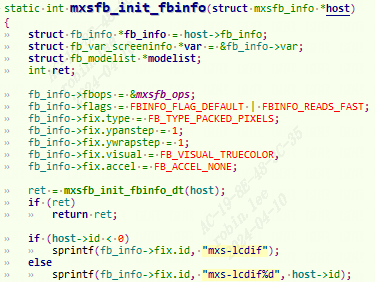 static int mxsfb_init_fbinfo(struct mxsfb_info *host)
{
struct fb_info *fb_info = host->fb_info;
struct fb_var_screeninfo *var = &fb_info->var;
struct fb_modelist *modelist;
int ret;
fb_info->fbops = &mxsfb_ops;
fb_info->flags = FBINFO_FLAG_DEFAULT | FBINFO_READS_FAST;
fb_info->fix.type = FB_TYPE_PACKED_PIXELS;
fb_info->fix.ypanstep = 1;
fb_info->fix.ywrapstep = 1;
fb_info->fix.visual = FB_VISUAL_TRUECOLOR,
fb_info->fix.accel = FB_ACCEL_NONE;
ret = mxsfb_init_fbinfo_dt(host);
if (ret)
return ret;
if (host->id < 0)
sprintf(fb_info->fix.id, "mxs-lcdif");
else
sprintf(fb_info->fix.id, "mxs-lcdif%d", host->id);